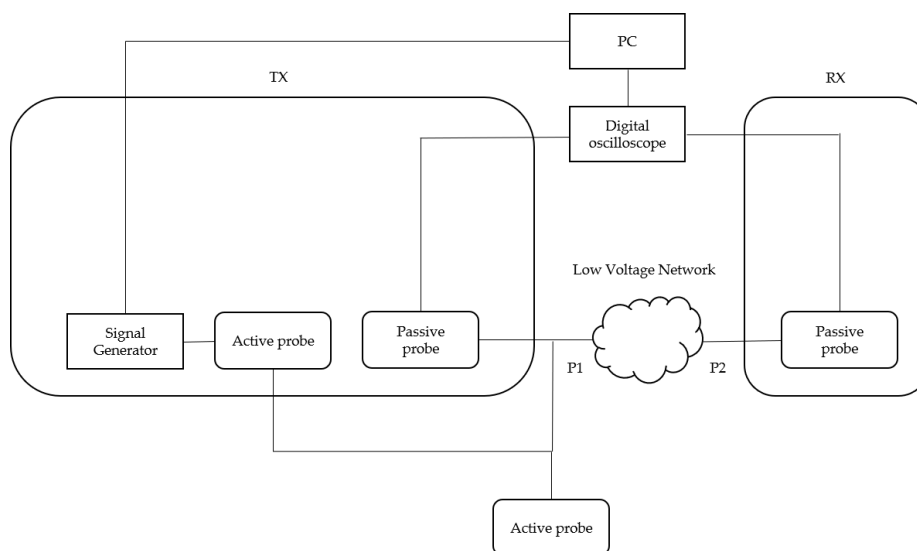 PC
TX
RX
Digital
oscilloscope
Low Voltage Network
Signal
Generator
Active probe
Passive
probe
Passive
probe
P1
P2
Active probe